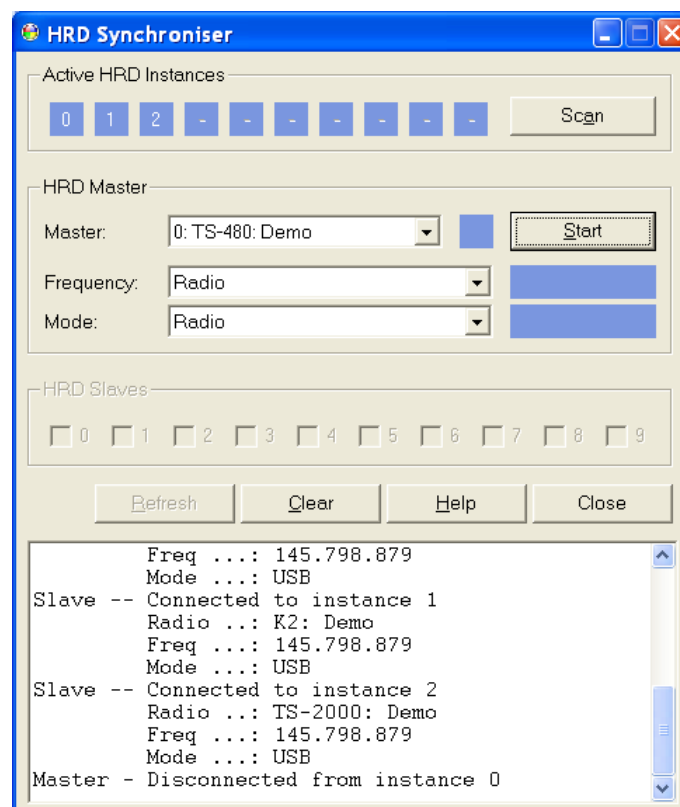 HRD Synchroniser
Active HRD Instances
0 1 2 - - - - - - - Scan
HRD Master
Master: 0: TS-480: Demo Start
Frequency: Radio
Mode: Radio
HRD Slaves
0 1 2 3 4 5 6 7 8 9
Refresh Clear Help Close
Freq ...: 145.798.879
Mode ...: USB
Slave -- Connected to instance 1
Radio ..: K2: Demo
Freq ...: 145.798.879
Mode ...: USB
Slave -- Connected to instance 2
Radio ..: TS-2000: Demo
Freq ...: 145.798.879
Mode ...: USB
Master - Disconnected from instance 0